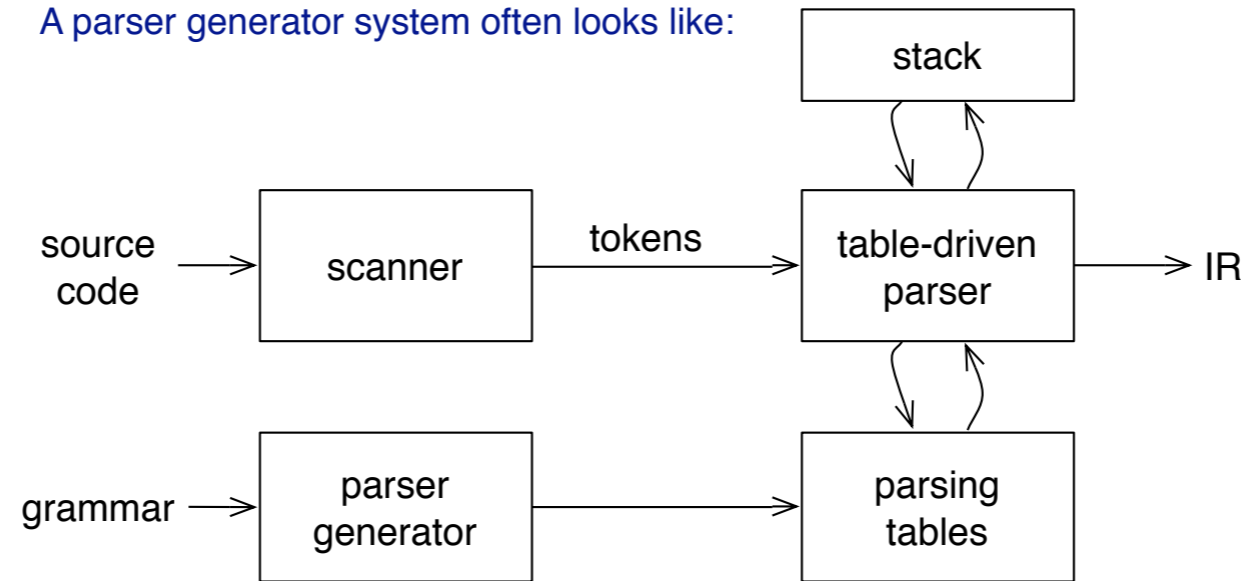 A parser generator system often looks like:
stack
source
code
scanner
tokens
table-driven
parser
IR
grammar
parser
generator
parsing
tables